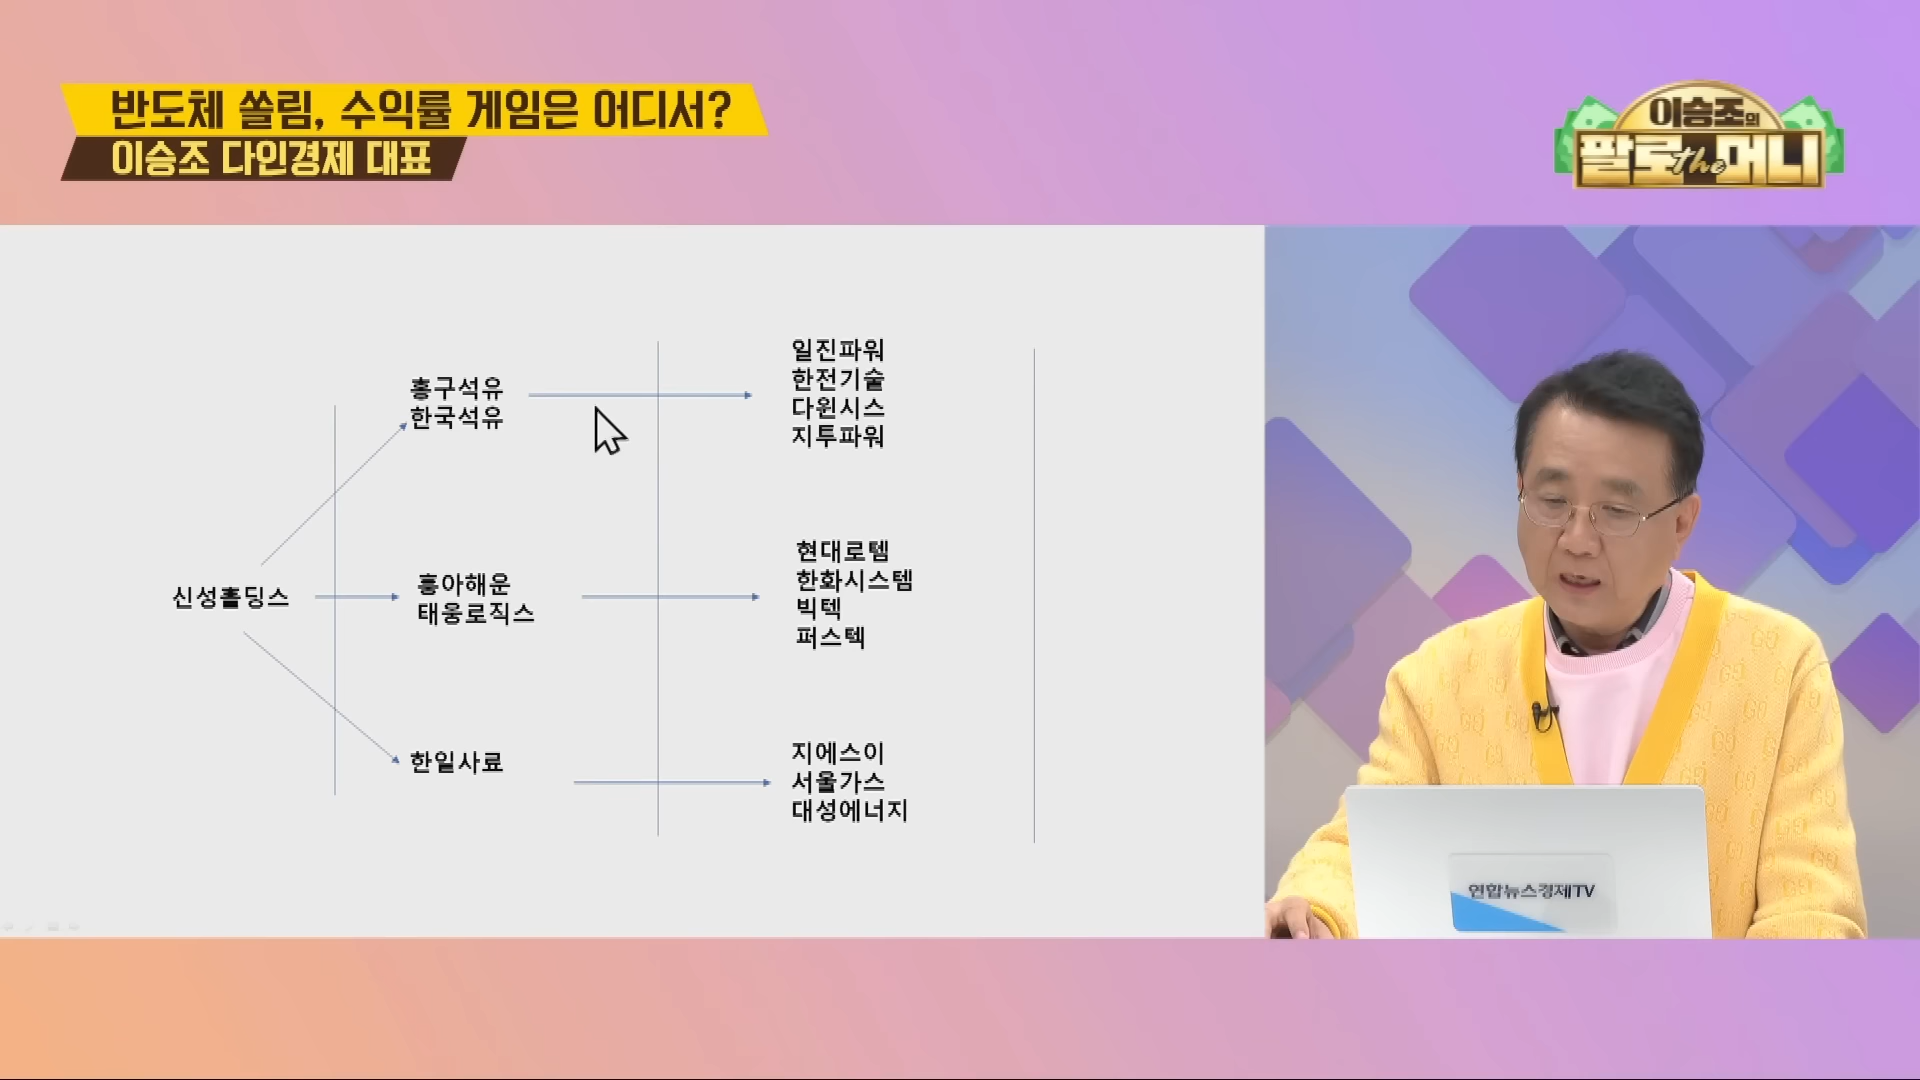 반도체 쏠림, 수익률 게임은 어디서?
이승조 다인경제 대표
이승조의
팔로the머니
흥구석유
한국석유
일진파워
한전기술
다원시스
지투파워
신성홀딩스
흥아해운
태웅로직스
현대로템
한화시스템
빅텍
퍼스텍
한일사료
지에스이
서울가스
대성에너지
연합뉴스경제TV